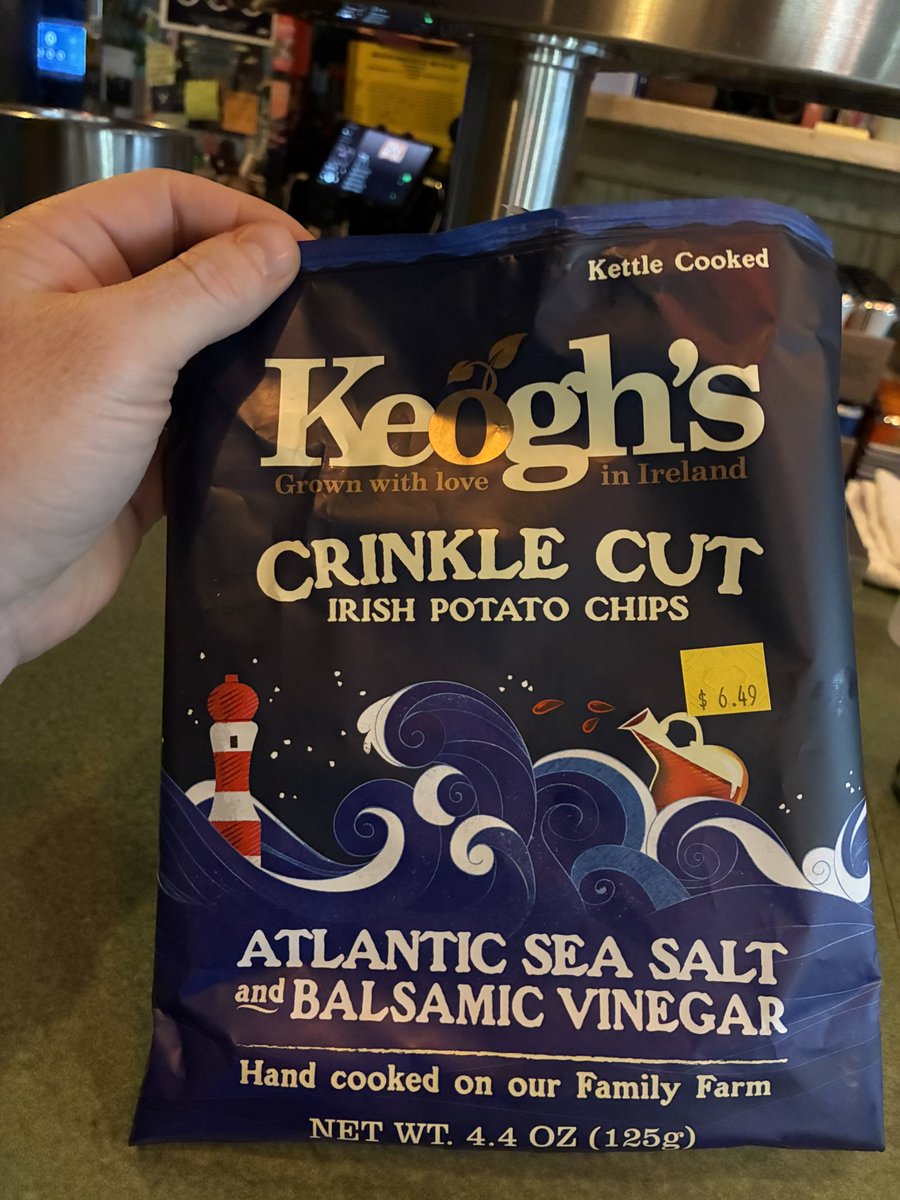 Kettle Cooked
Keogh's
Grown with love in Ireland
CRINKLE CUT
IRISH POTATO CHIPS
$ 6.49
ATLANTIC SEA SALT
and BALSAMIC VINEGAR
Hand cooked on our Family Farm
NET WT. 4.4 OZ (125g)